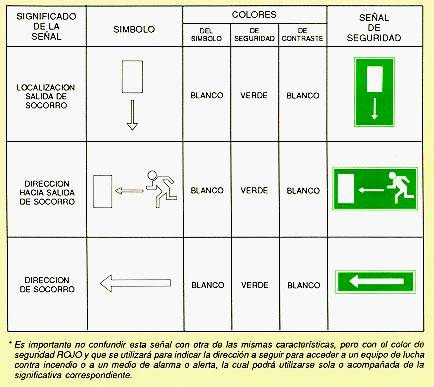 SIGNIFICADO
DE LA
SEÑAL
SIMBOLO
COLORES
DEL
SIMBOLO
DE
SEGURIDAD
DE
CONTRASTE
SEÑAL
DE
SEGURIDAD
LOCALIZACION
SALIDA DE
SOCORRO
BLANCO
VERDE
BLANCO
DIRECCION
HACIA SALIDA
DE SOCORRO
BLANCO
VERDE
BLANCO
DIRECCION
DE SOCORRO
BLANCO
VERDE
BLANCO
* Es importante no confundir esta señal con otra de las mismas características, pero con el color de
seguridad ROJO y que se utilizará para indicar la dirección a seguir para acceder a un equipo de lucha
contra incendio o a un medio de alarma o alerta, la cual podrá utilizarse sola o acompañada de la
significativa correspondiente.